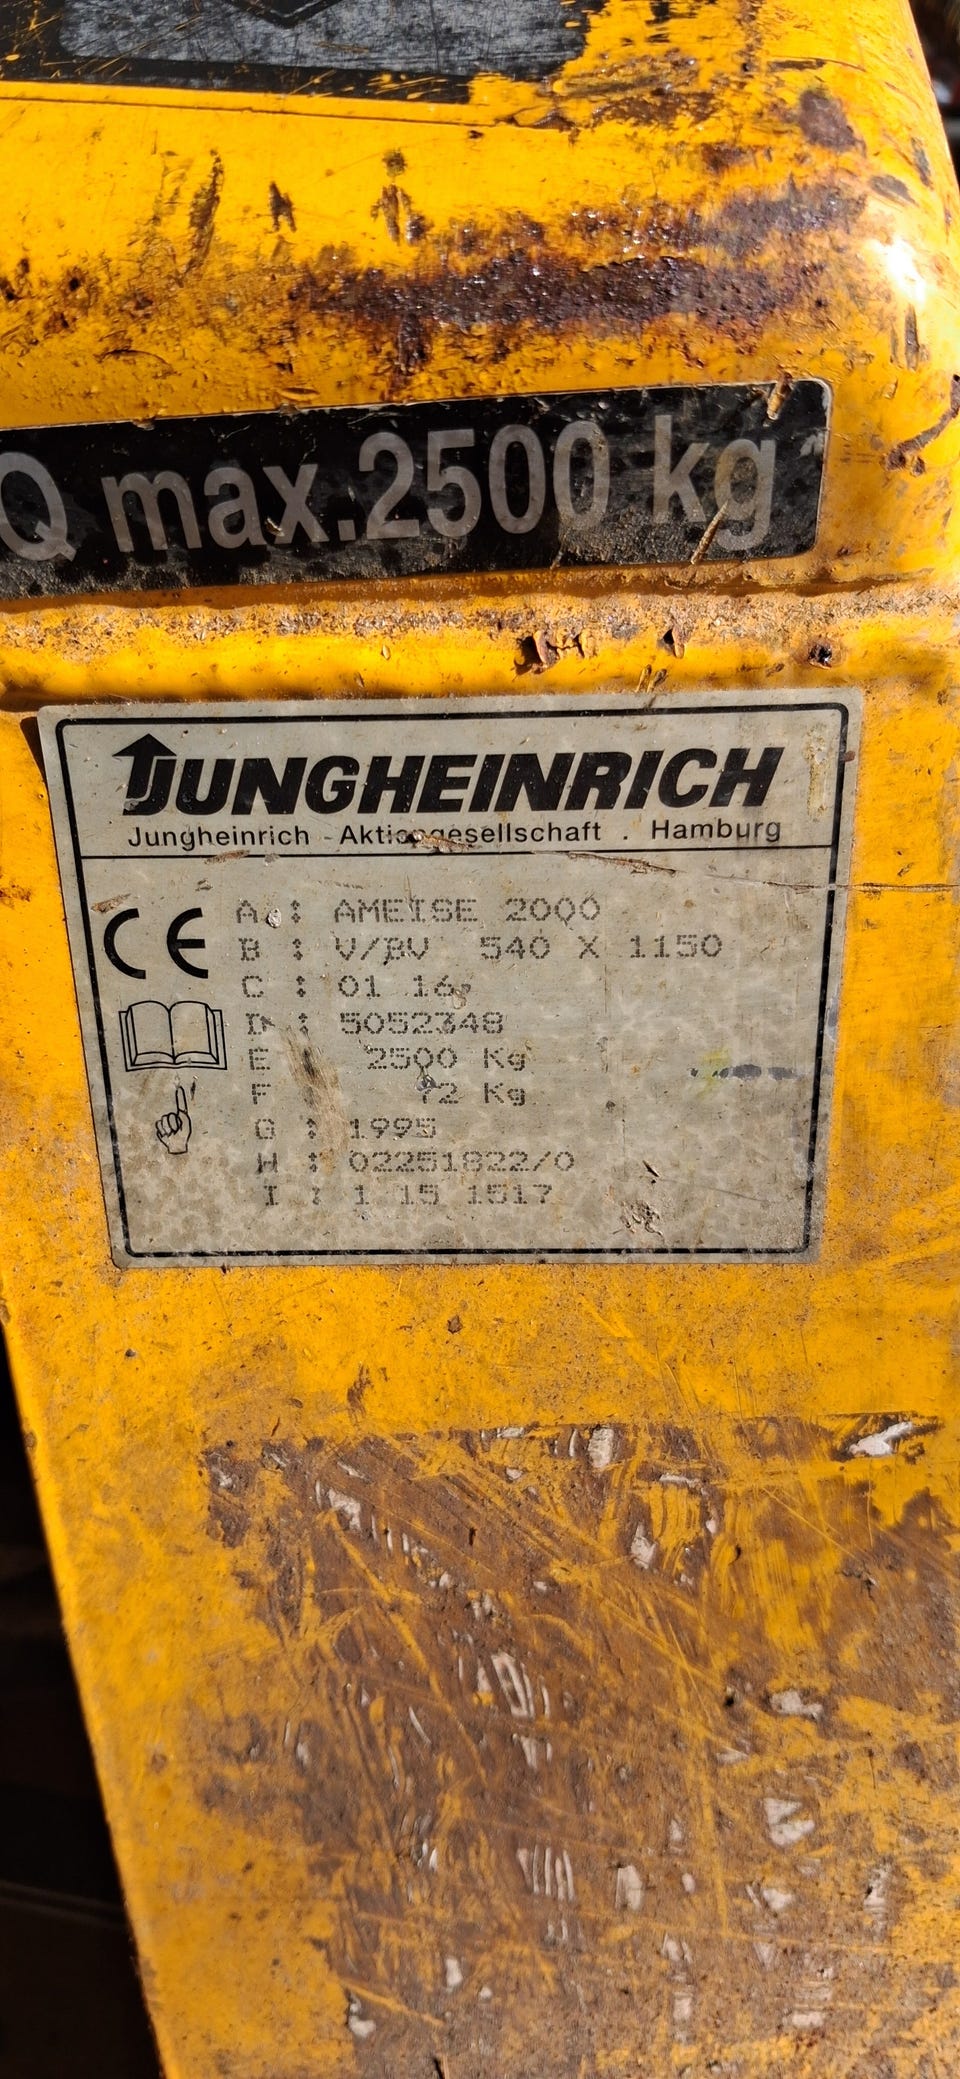 Q max.2500 kg
JUNGHEINRICH
Jungheinrich - Aktiengesellschaft . Hamburg
CE
A : AMEISE 2000
B : V/BV 540 X 1150
C : 01 16
D : 5052348
E 2500 Kg
F 72 Kg
G : 1995
H : 02251822/0
I : 1 15 1517